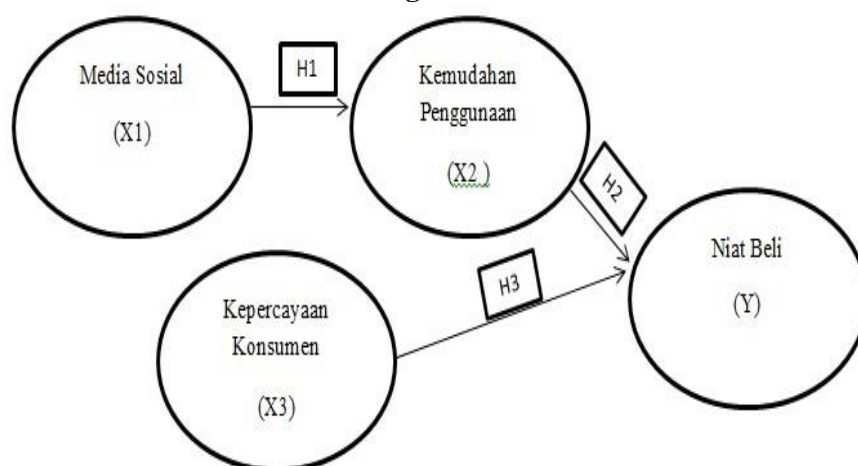 Media Sosial
(X1)
H1
Kemudahan
Penggunaan
(X2 )
H2
Niat Beli
(Y)
H3
Kepercayaan
Konsumen
(X3)